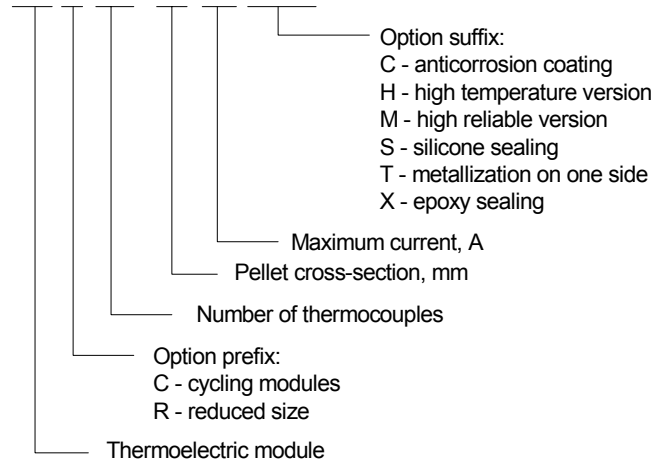 Option suffix:
C - anticorrosion coating
H - high temperature version
M - high reliable version
S - silicone sealing
T - metallization on one side
X - epoxy sealing
Maximum current, A
Pellet cross-section, mm
Number of thermocouples
Option prefix:
C - cycling modules
R - reduced size
Thermoelectric module